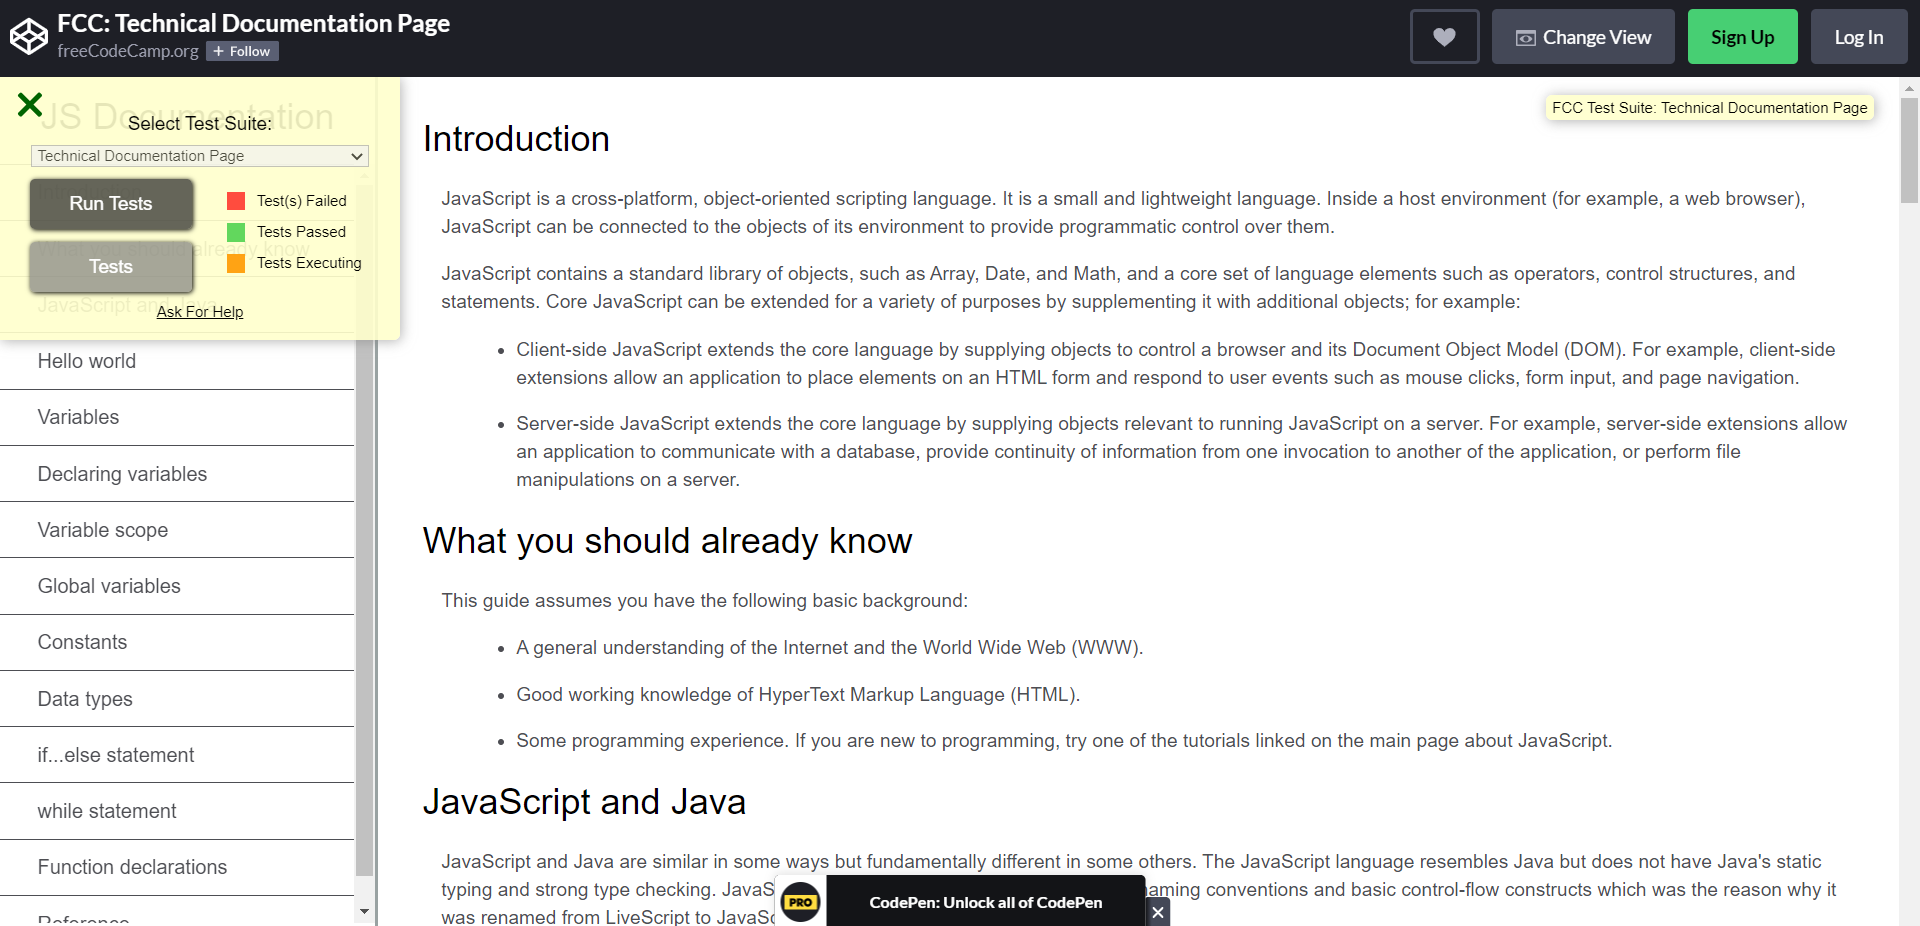 FCC: Technical Documentation Page
freeCodeCamp.org
+ Follow
Change View
Sign Up
Log In
JS Documentation
Select Test Suite:
Technical Documentation Page
Run Tests
Test(s) Failed
Tests Passed
What you should already know
Tests
Tests Executing
JavaScript and Java
Ask For Help
Hello world
Variables
Declaring variables
Variable scope
Global variables
Constants
Data types
if...else statement
while statement
Function declarations
Reference
FCC Test Suite: Technical Documentation Page
Introduction
JavaScript is a cross-platform, object-oriented scripting language. It is a small and lightweight language. Inside a host environment (for example, a web browser),
JavaScript can be connected to the objects of its environment to provide programmatic control over them.
JavaScript contains a standard library of objects, such as Array, Date, and Math, and a core set of language elements such as operators, control structures, and
statements. Core JavaScript can be extended for a variety of purposes by supplementing it with additional objects; for example:
• Client-side JavaScript extends the core language by supplying objects to control a browser and its Document Object Model (DOM). For example, client-side
extensions allow an application to place elements on an HTML form and respond to user events such as mouse clicks, form input, and page navigation.
• Server-side JavaScript extends the core language by supplying objects relevant to running JavaScript on a server. For example, server-side extensions allow
an application to communicate with a database, provide continuity of information from one invocation to another of the application, or perform file
manipulations on a server.
What you should already know
This guide assumes you have the following basic background:
• A general understanding of the Internet and the World Wide Web (WWW).
• Good working knowledge of HyperText Markup Language (HTML).
• Some programming experience. If you are new to programming, try one of the tutorials linked on the main page about JavaScript.
JavaScript and Java
JavaScript and Java are similar in some ways but fundamentally different in some others. The JavaScript language resembles Java but does not have Java's static
typing and strong type checking. JavaS naming conventions and basic control-flow constructs which was the reason why it
was renamed from LiveScript to JavaSc
PRO
CodePen: Unlock all of CodePen